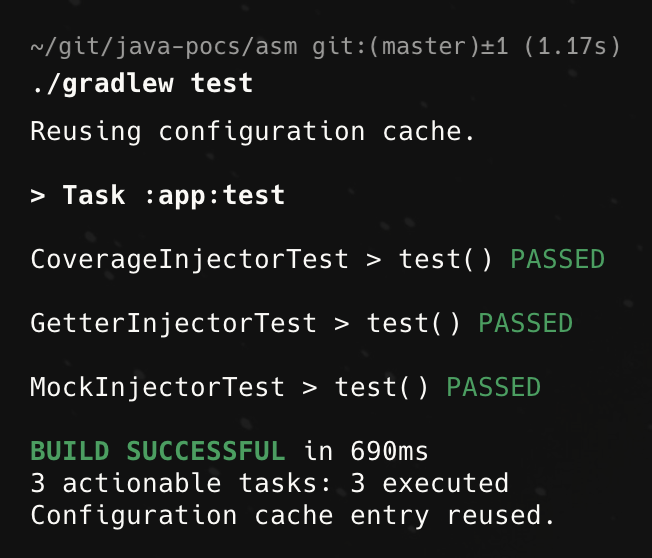 ~/git/java-pocs/asm git:(master)±1 (1.17s)
./gradlew test
Reusing configuration cache.
> Task :app:test
CoverageInjectorTest > test() PASSED
GetterInjectorTest > test() PASSED
MockInjectorTest > test() PASSED
BUILD SUCCESSFUL in 690ms
3 actionable tasks: 3 executed
Configuration cache entry reused.